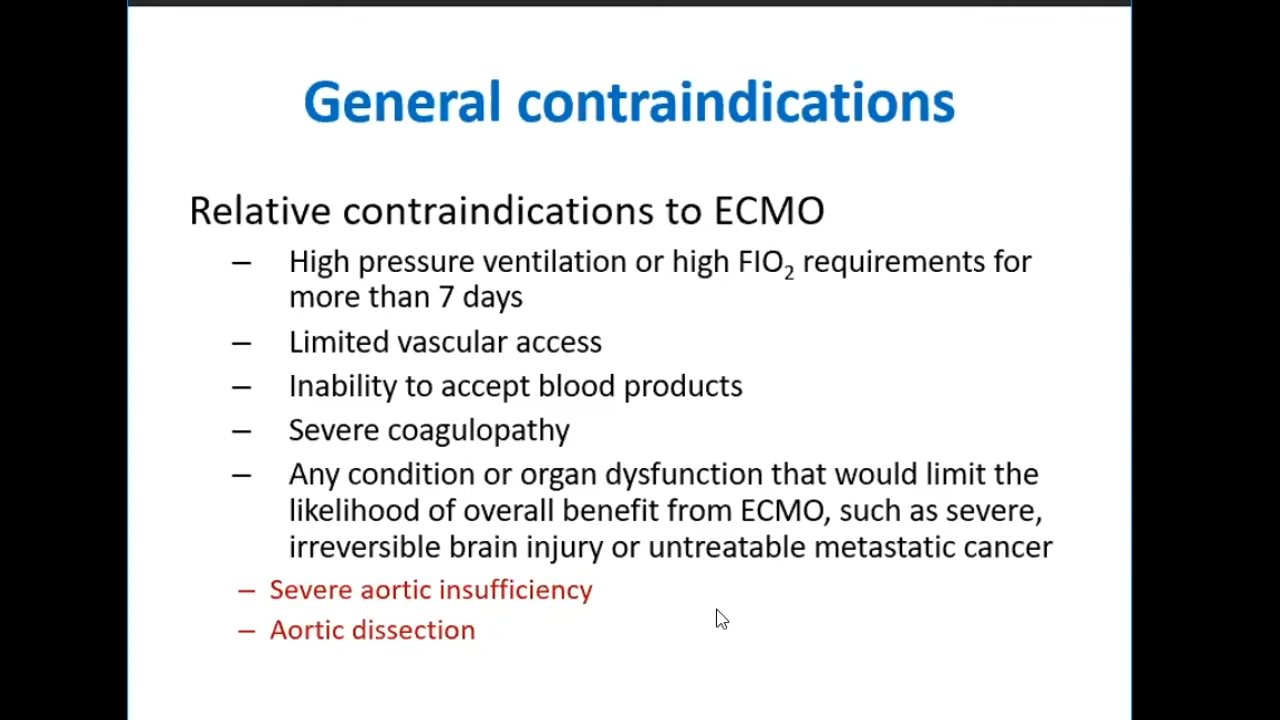 General contraindications
Relative contraindications to ECMO
– High pressure ventilation or high FIO₂ requirements for
more than 7 days
– Limited vascular access
– Inability to accept blood products
– Severe coagulopathy
– Any condition or organ dysfunction that would limit the
likelihood of overall benefit from ECMO, such as severe,
irreversible brain injury or untreatable metastatic cancer
– Severe aortic insufficiency
– Aortic dissection